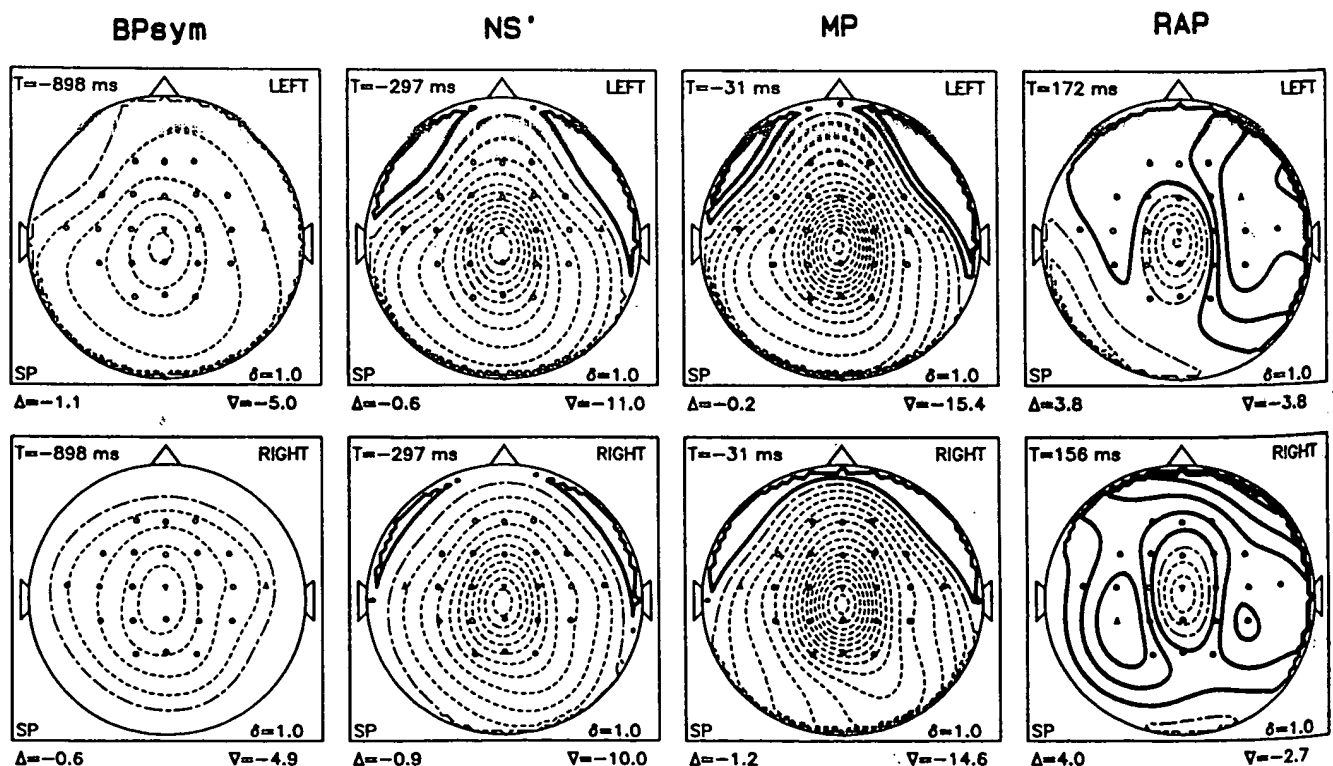 BPsym NS' MP RAP
T=-898 ms LEFT
SP δ=1.0
Δ=-1.1 ∇=-5.0
T=-297 ms LEFT
SP δ=1.0
Δ=-0.6 ∇=-11.0
T=-31 ms LEFT
SP δ=1.0
Δ=-0.2 ∇=-15.4
T=172 ms LEFT
SP δ=1.0
Δ=3.8 ∇=-3.8
T=-898 ms RIGHT
SP δ=1.0
Δ=-0.6 ∇=-4.9
T=-297 ms RIGHT
SP δ=1.0
Δ=-0.9 ∇=-10.0
T=-31 ms RIGHT
SP δ=1.0
Δ=-1.2 ∇=-14.6
T=156 ms RIGHT
SP δ=1.0
Δ=4.0 ∇=-2.7